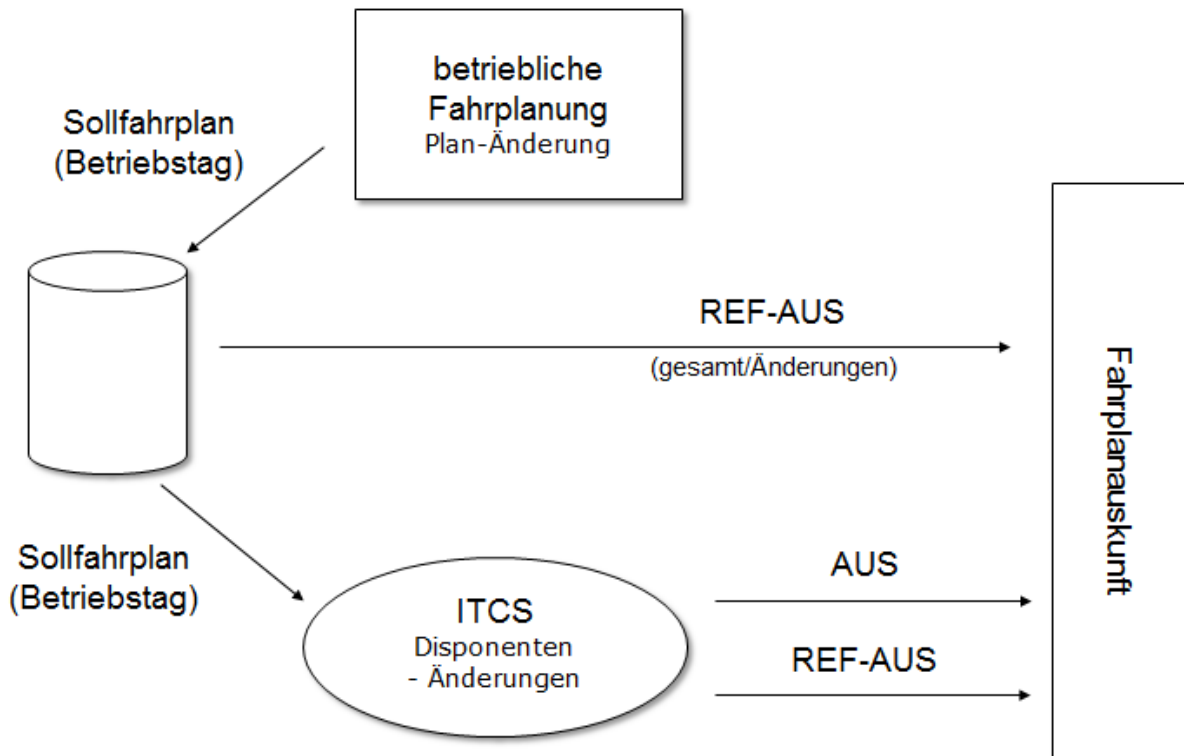 betriebliche
Fahrplanung
Plan-Änderung
Sollfahrplan
(Betriebstag)
REF-AUS
(gesamt/Änderungen)
Fahrplanauskunft
Sollfahrplan
(Betriebstag)
ITCS
Disponenten
- Änderungen
AUS
REF-AUS